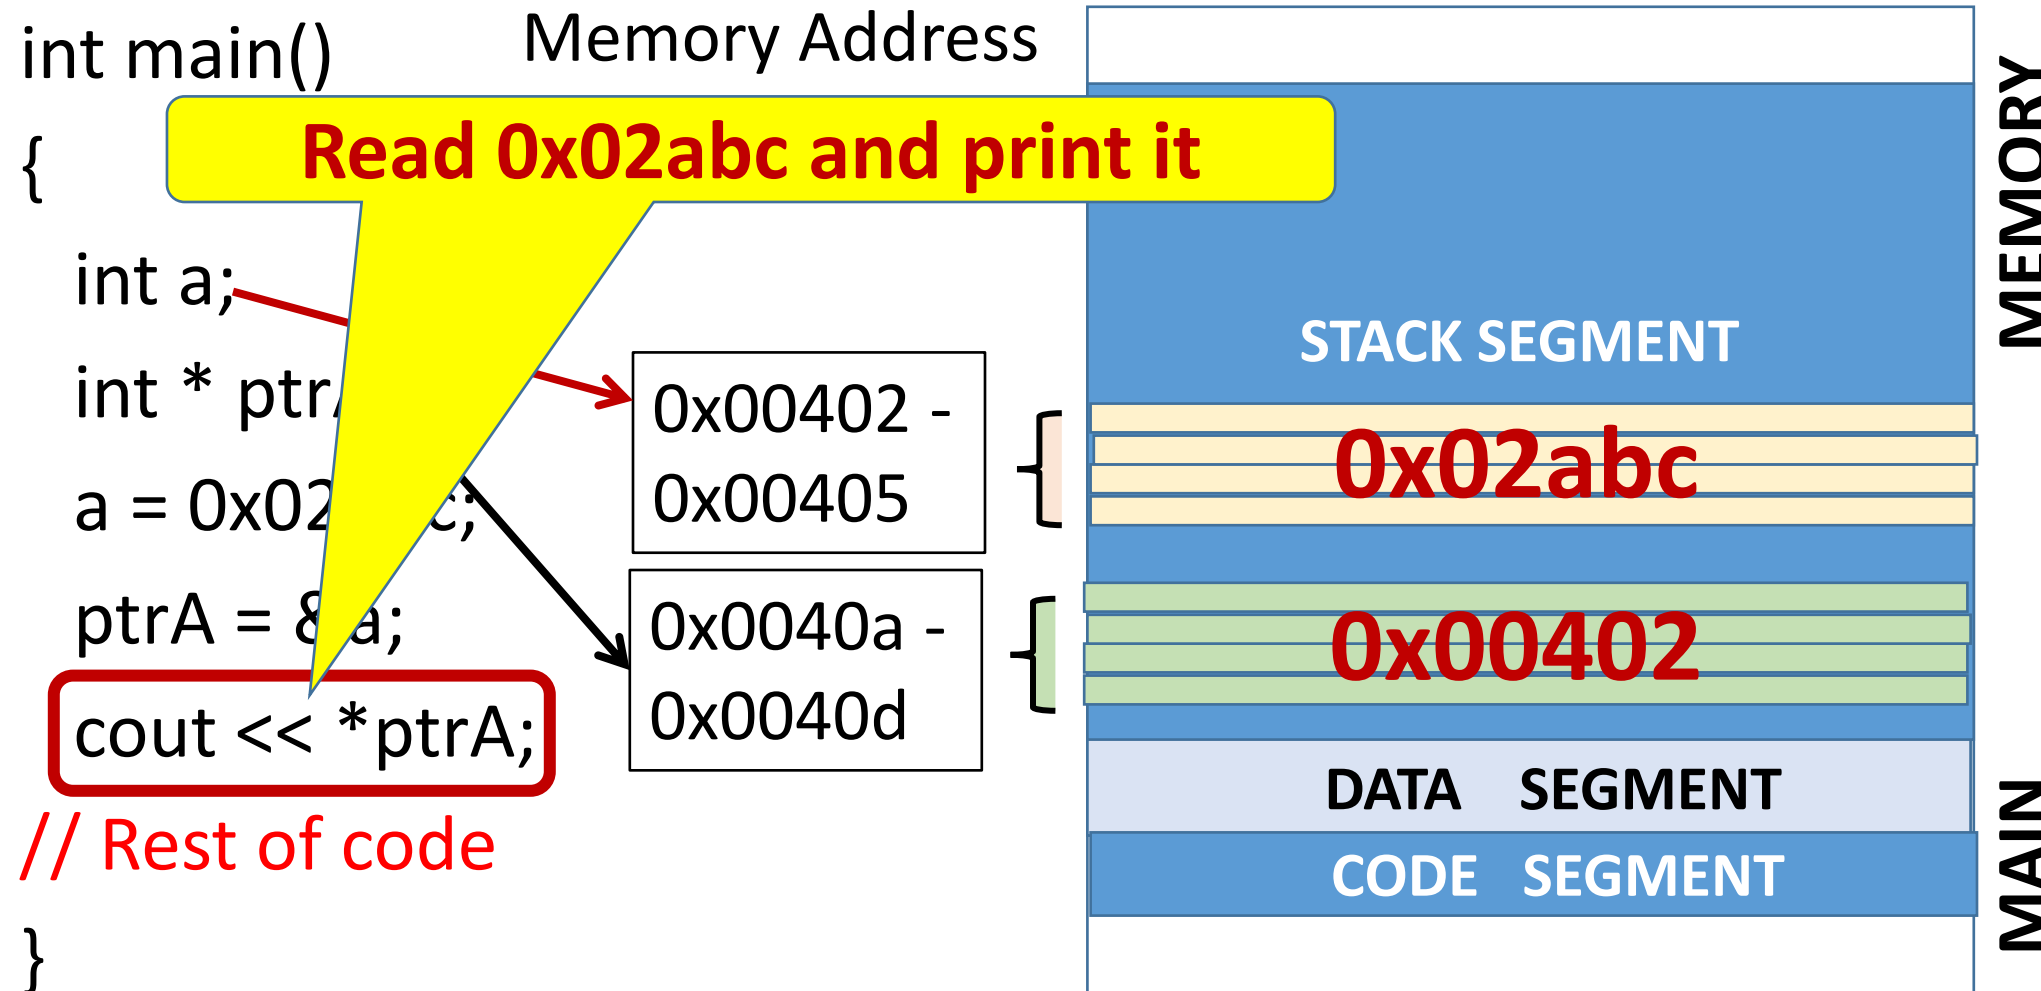 int main()
Memory Address
{
Read 0x02abc and print it
int a;
int * ptr
a = 0x02 c;
ptrA = &a;
cout << *ptrA;
// Rest of code
}
0x00402 -
0x00405
0x0040a -
0x0040d
STACK SEGMENT
0x02abc
0x00402
DATA SEGMENT
CODE SEGMENT
MAIN MEMORY